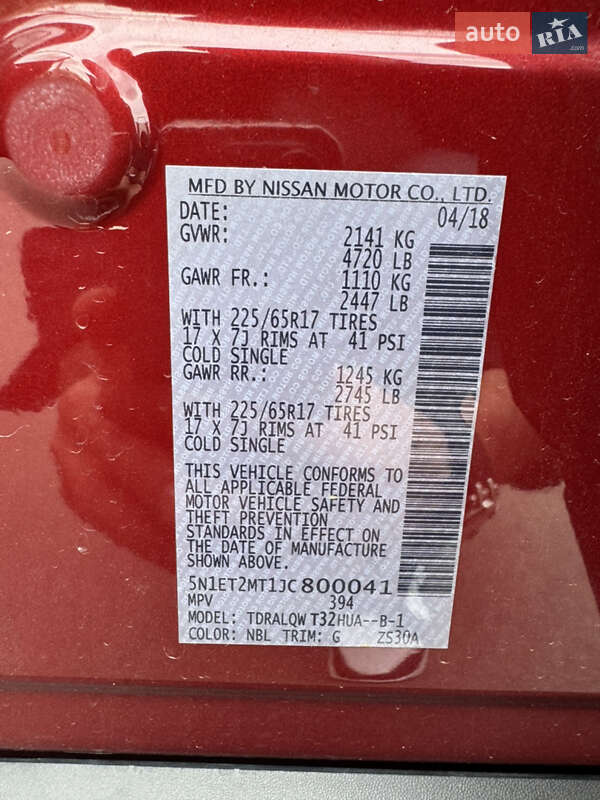 auto RIA.com
MFD BY NISSAN MOTOR CO., LTD.
DATE: 04/18
GVWR: 2141 KG
4720 LB
GAWR FR.: 1110 KG
2447 LB
WITH 225/65R17 TIRES
17 X 7J RIMS AT 41 PSI
COLD SINGLE
GAWR RR.: 1245 KG
2745 LB
WITH 225/65R17 TIRES
17 X 7J RIMS AT 41 PSI
COLD SINGLE
THIS VEHICLE CONFORMS TO
ALL APPLICABLE FEDERAL
MOTOR VEHICLE SAFETY AND
THEFT PREVENTION
STANDARDS IN EFFECT ON
THE DATE OF MANUFACTURE
SHOWN ABOVE.
5N1ET2MT1JC800041
MPV 394
MODEL: TDRALQW T32HUA--B-1
COLOR: NBL TRIM: G ZS30A